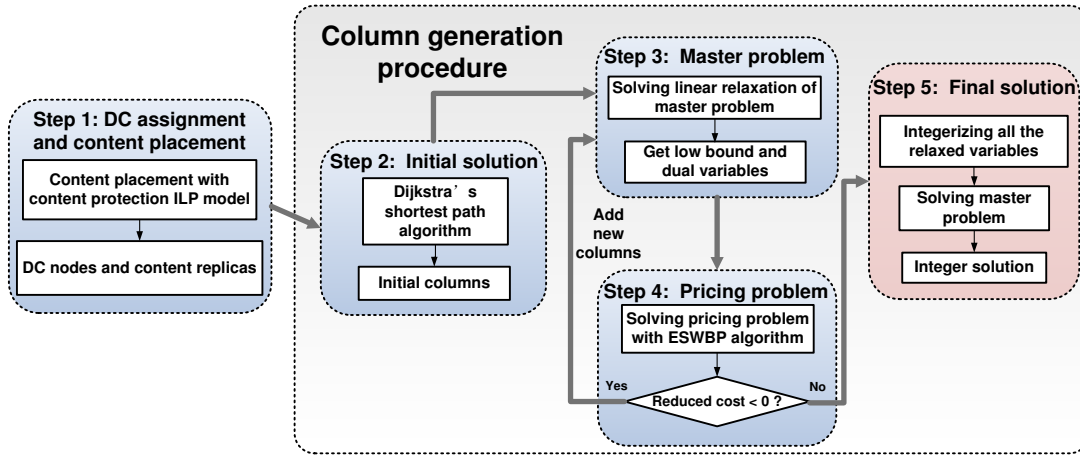 Column generation
procedure
Step 1: DC assignment
and content placement
Content placement with
content protection ILP model
DC nodes and content replicas
Step 2:  Initial solution
Dijkstra’s
shortest path
algorithm
Initial columns
Step 3:  Master problem
Solving linear relaxation of
master problem
Get low bound and
dual variables
Add
new
columns
Step 4:  Pricing problem
Solving pricing problem
with ESWBP algorithm
Yes
Reduced cost < 0 ?
No
Step 5:  Final solution
Integerizing all the
relaxed variables
Solving master
problem
Integer solution